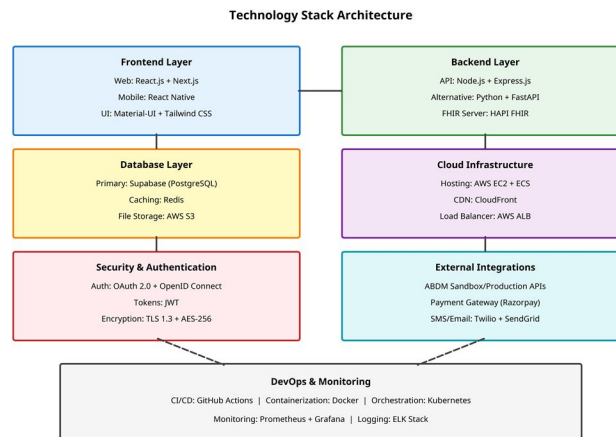 Technology Stack Architecture
Frontend Layer
Web: React.js + Next.js
Mobile: React Native
UI: Material-UI + Tailwind CSS
Backend Layer
API: Node.js + Express.js
Alternative: Python + FastAPI
FHIR Server: HAPI FHIR
Database Layer
Primary: Supabase (PostgreSQL)
Caching: Redis
File Storage: AWS S3
Cloud Infrastructure
Hosting: AWS EC2 + ECS
CDN: CloudFront
Load Balancer: AWS ALB
Security & Authentication
Auth: OAuth 2.0 + OpenID Connect
Tokens: JWT
Encryption: TLS 1.3 + AES-256
External Integrations
ABDM Sandbox/Production APIs
Payment Gateway (Razorpay)
SMS/Email: Twilio + SendGrid
DevOps & Monitoring
CI/CD: GitHub Actions | Containerization: Docker | Orchestration: Kubernetes
Monitoring: Prometheus + Grafana | Logging: ELK Stack